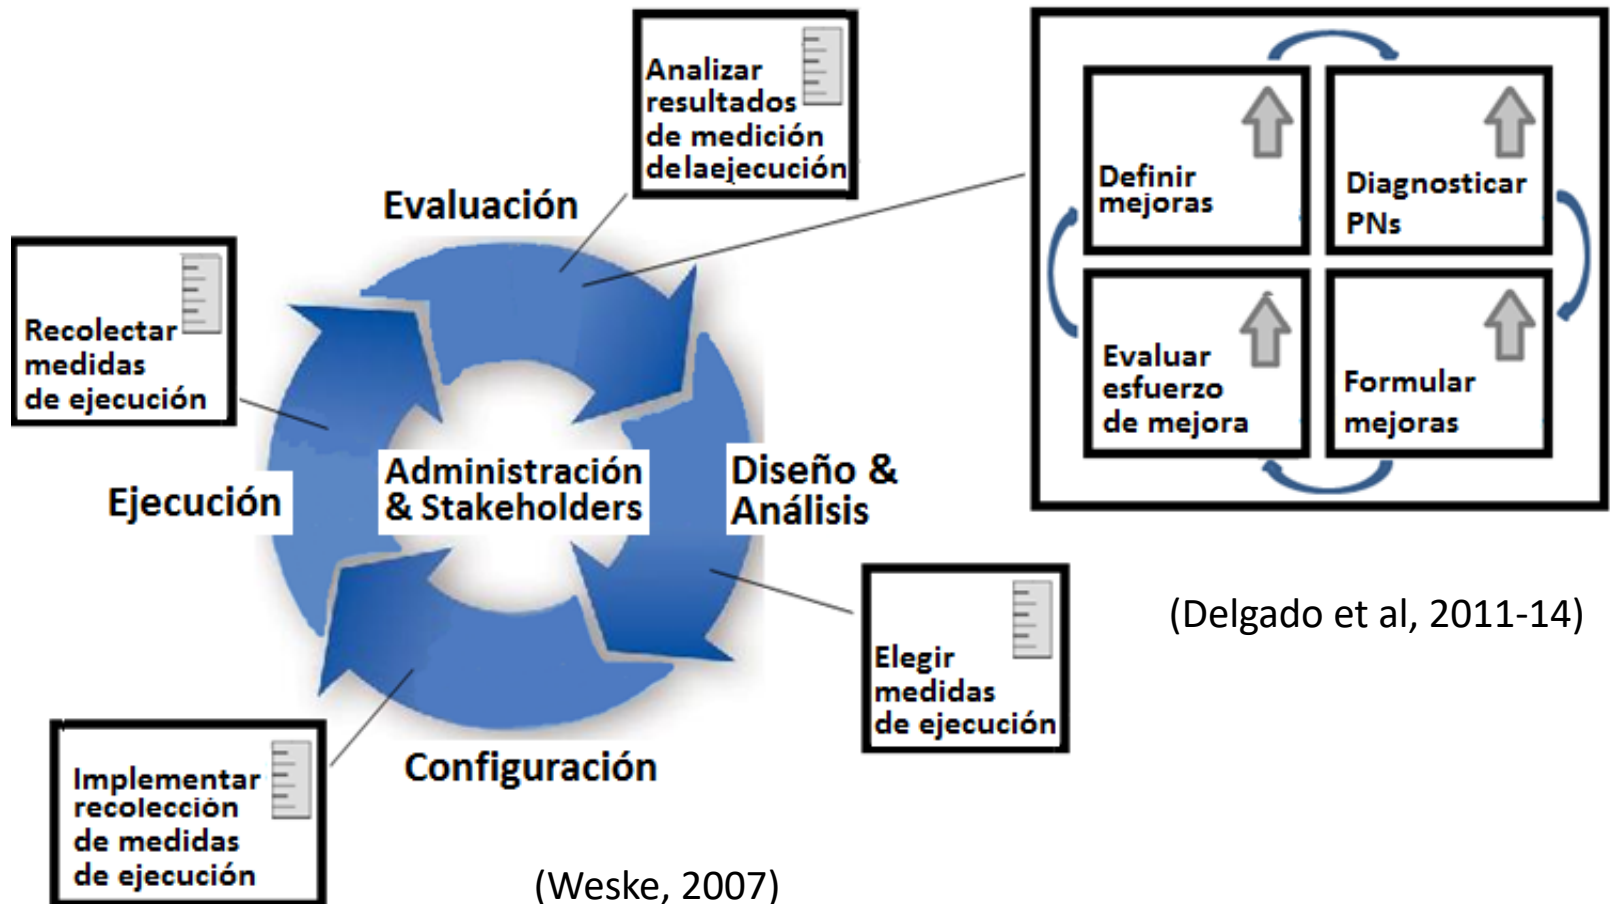 Analizar
resultados
de medición
delaejecución
Evaluación
Definir
mejoras
Diagnosticar
PNs
Evaluar
esfuerzo
de mejora
Formular
mejoras
Recolectar
medidas
de ejecución
Ejecución
Administración
& Stakeholders
Diseño &
Análisis
(Delgado et al, 2011-14)
Elegir
medidas
de ejecución
Configuración
Implementar
recolección
de medidas
de ejecución
(Weske, 2007)